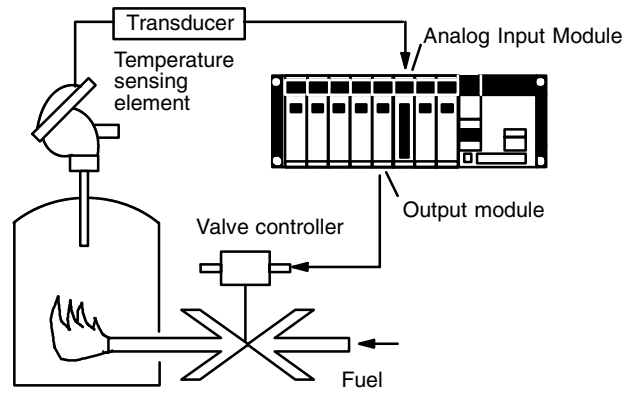 Transducer
Analog Input Module
Temperature
sensing
element
Output module
Valve controller
Fuel